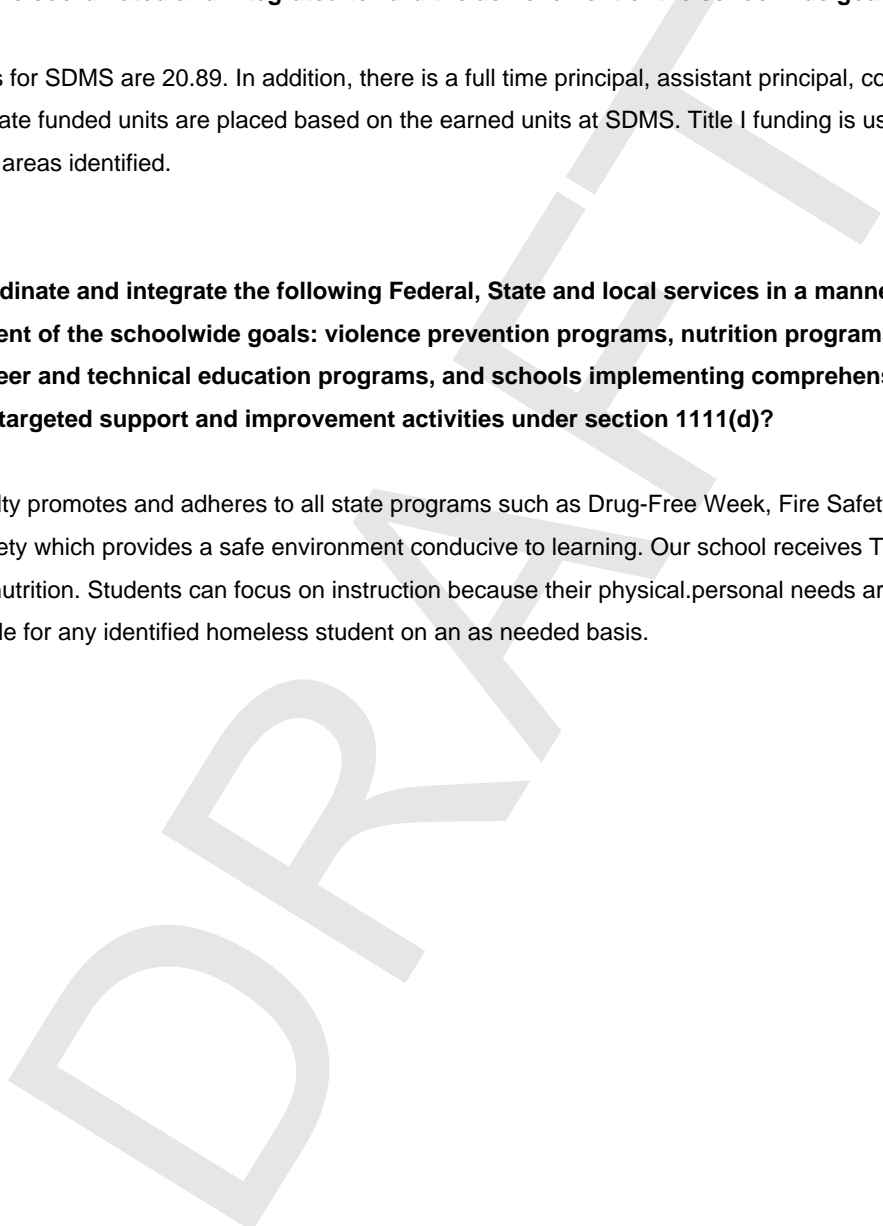 s for SDMS are 20.89. In addition, there is a full time principal, assistant principal, co
ate funded units are placed based on the earned units at SDMS. Title I funding is us
areas identified.
dinate and integrate the following Federal, State and local services in a manne
ent of the schoolwide goals: violence prevention programs, nutrition program
eer and technical education programs, and schools implementing comprehens
targeted support and improvement activities under section 1111(d)?
lty promotes and adheres to all state programs such as Drug-Free Week, Fire Safet
ety which provides a safe environment conducive to learning. Our school receives T
nutrition. Students can focus on instruction because their physical.personal needs ar
le for any identified homeless student on an as needed basis.
DRAFT